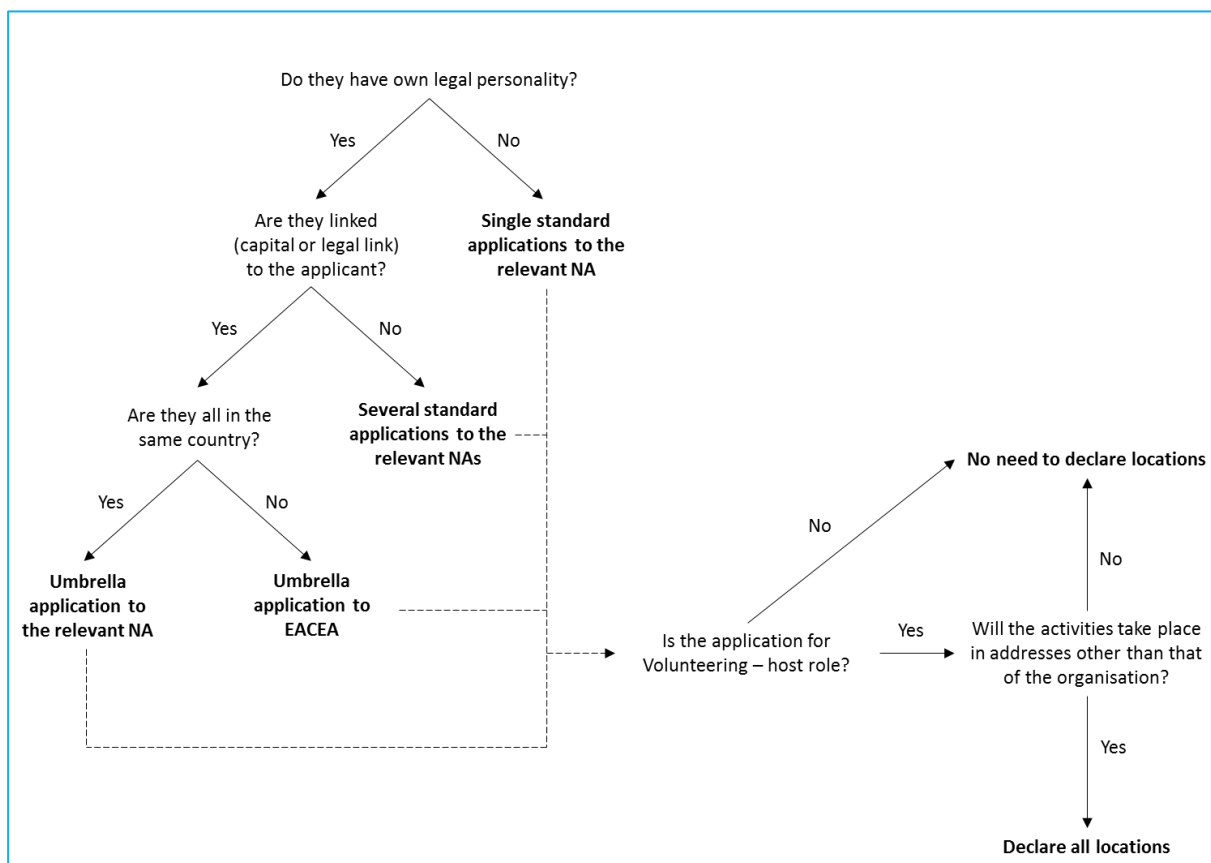 Do they have own legal personality?
Yes
No
Are they linked
(capital or legal link)
to the applicant?
Single standard
applications to the
relevant NA
Yes
No
Are they all in the
same country?
Several standard
applications to the
relevant NAs
Yes
No
Umbrella
application to
the relevant NA
Umbrella
application to
EACEA
Is the application for
Volunteering – host role?
No
Yes
No need to declare locations
No
Will the activities take place
in addresses other than that
of the organisation?
Yes
Declare all locations